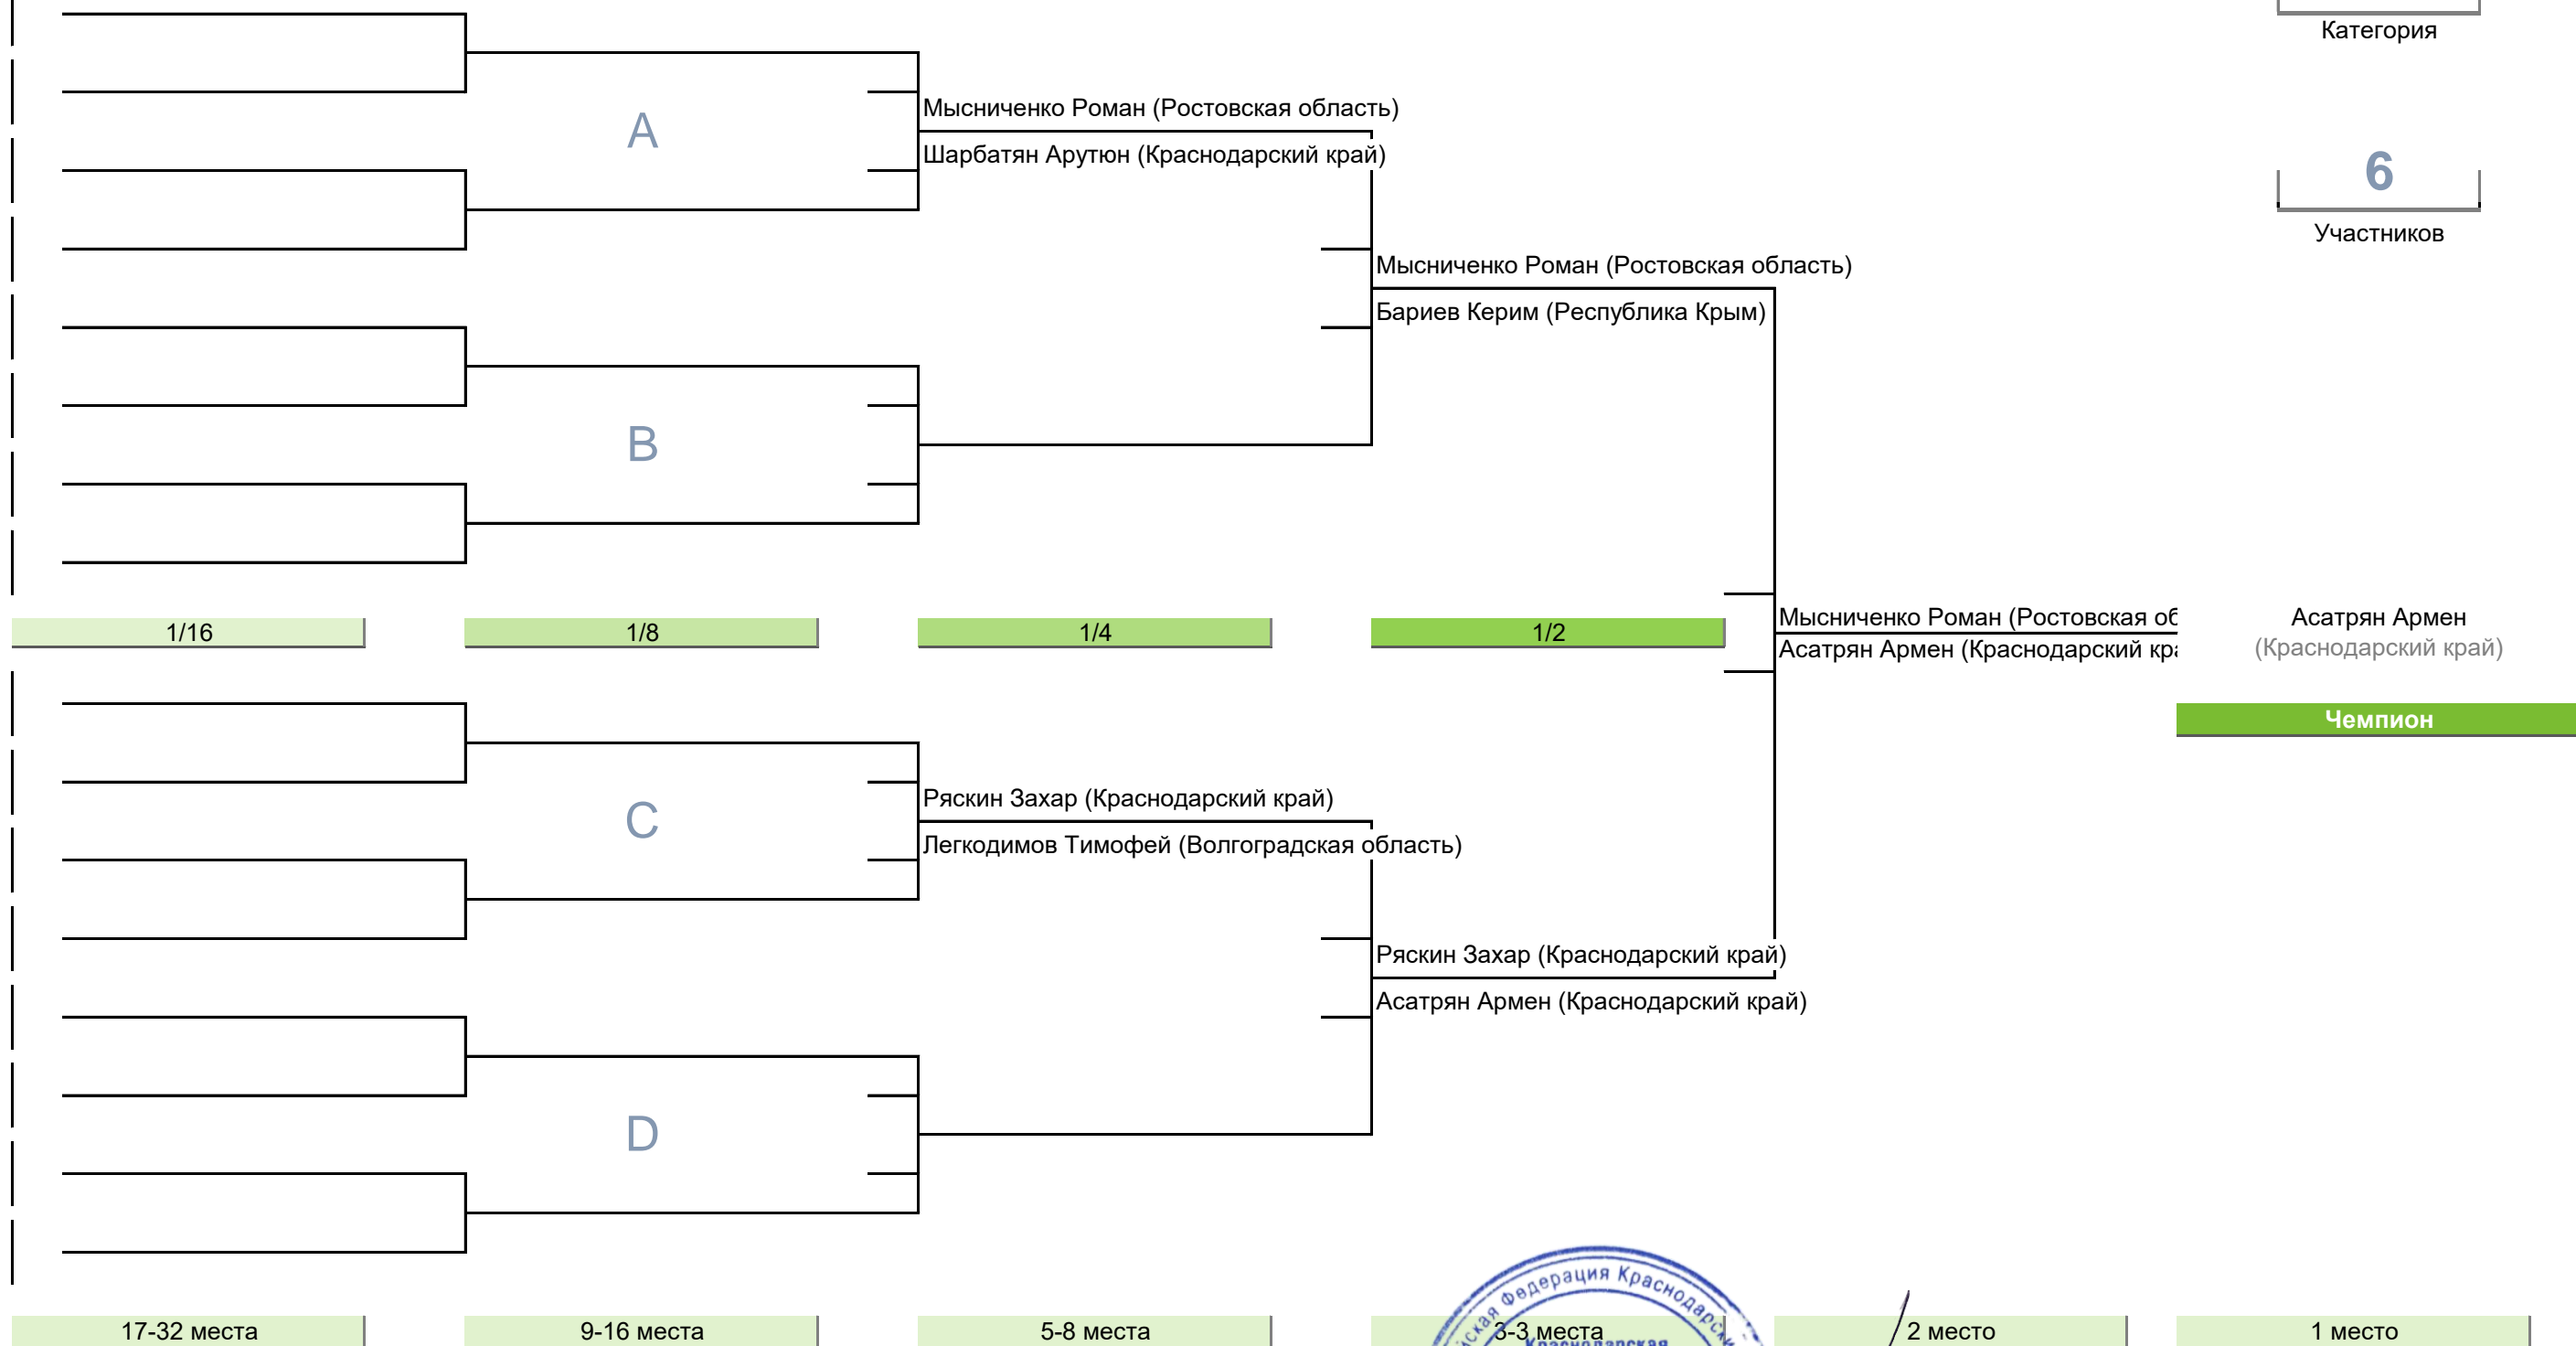 Категория
Мысниченко Роман (Ростовская область)
A
Шарбатян Арутюн (Краснодарский край)
6
Участников
Мысниченко Роман (Ростовская область)
Бариев Керим (Республика Крым)
B
Мысниченко Роман (Ростовская об
Асатрян Армен
1/16
1/8
1/4
1/2
Асатрян Армен (Краснодарский кра
(Краснодарский край)
Чемпион
Ряскин Захар (Краснодарский край)
C
Легкодимов Тимофей (Волгоградская область)
Ряскин Захар (Краснодарский край)
Асатрян Армен (Краснодарский край)
D
Федерация
17-32 места
9-16 места
5-8 места
3-3 места
2 место
1 место